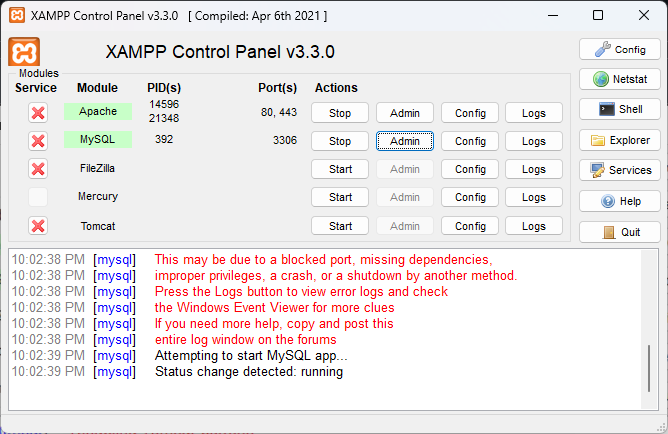 XAMPP Control Panel v3.3.0 [ Compiled: Apr 6th 2021 ]
XAMPP Control Panel v3.3.0
Config
Modules
Service Module PID(s) Port(s) Actions
Netstat
Apache 14596 21348 80, 443 Stop Admin Config Logs
Shell
MySQL 392 3306 Stop Admin Config Logs
Explorer
FileZilla Start Admin Config Logs
Services
Mercury Start Admin Config Logs
Help
Tomcat Start Admin Config Logs
Quit
10:02:38 PM [mysql] This may be due to a blocked port, missing dependencies,
10:02:38 PM [mysql] improper privileges, a crash, or a shutdown by another method.
10:02:38 PM [mysql] Press the Logs button to view error logs and check
10:02:38 PM [mysql] the Windows Event Viewer for more clues
10:02:38 PM [mysql] If you need more help, copy and post this
10:02:38 PM [mysql] entire log window on the forums
10:02:39 PM [mysql] Attempting to start MySQL app...
10:02:39 PM [mysql] Status change detected: running